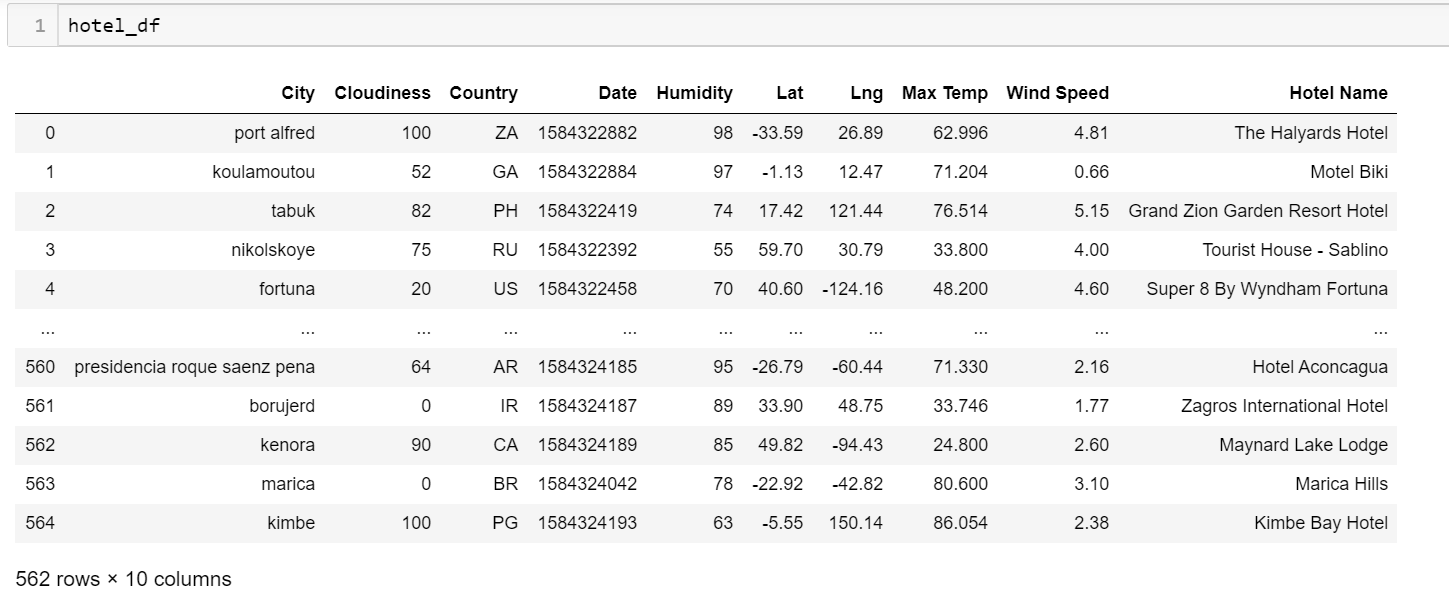 1 hotel_df
City Cloudiness Country Date Humidity Lat Lng Max Temp Wind Speed Hotel Name
0 port alfred 100 ZA 1584322882 98 -33.59 26.89 62.996 4.81 The Halyards Hotel
1 koulamoutou 52 GA 1584322884 97 -1.13 12.47 71.204 0.66 Motel Biki
2 tabuk 82 PH 1584322419 74 17.42 121.44 76.514 5.15 Grand Zion Garden Resort Hotel
3 nikolskoye 75 RU 1584322392 55 59.70 30.79 33.800 4.00 Tourist House - Sablino
4 fortuna 20 US 1584322458 70 40.60 -124.16 48.200 4.60 Super 8 By Wyndham Fortuna
... ... ... ... ... ... ... ... ... ... ...
560 presidencia roque saenz pena 64 AR 1584324185 95 -26.79 -60.44 71.330 2.16 Hotel Aconcagua
561 borujerd 0 IR 1584324187 89 33.90 48.75 33.746 1.77 Zagros International Hotel
562 kenora 90 CA 1584324189 85 49.82 -94.43 24.800 2.60 Maynard Lake Lodge
563 marica 0 BR 1584324042 78 -22.92 -42.82 80.600 3.10 Marica Hills
564 kimbe 100 PG 1584324193 63 -5.55 150.14 86.054 2.38 Kimbe Bay Hotel
562 rows × 10 columns